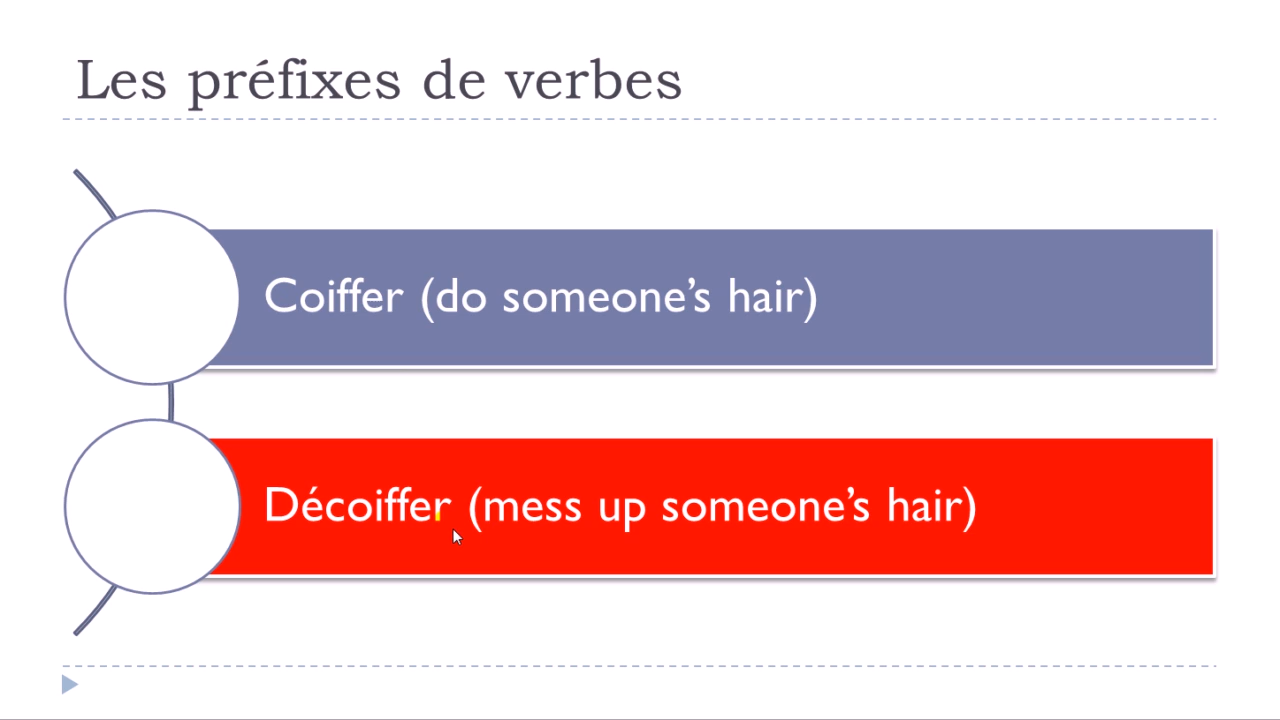 Les préfixes de verbes
Coiffer (do someone’s hair)
Décoiffer (mess up someone’s hair)